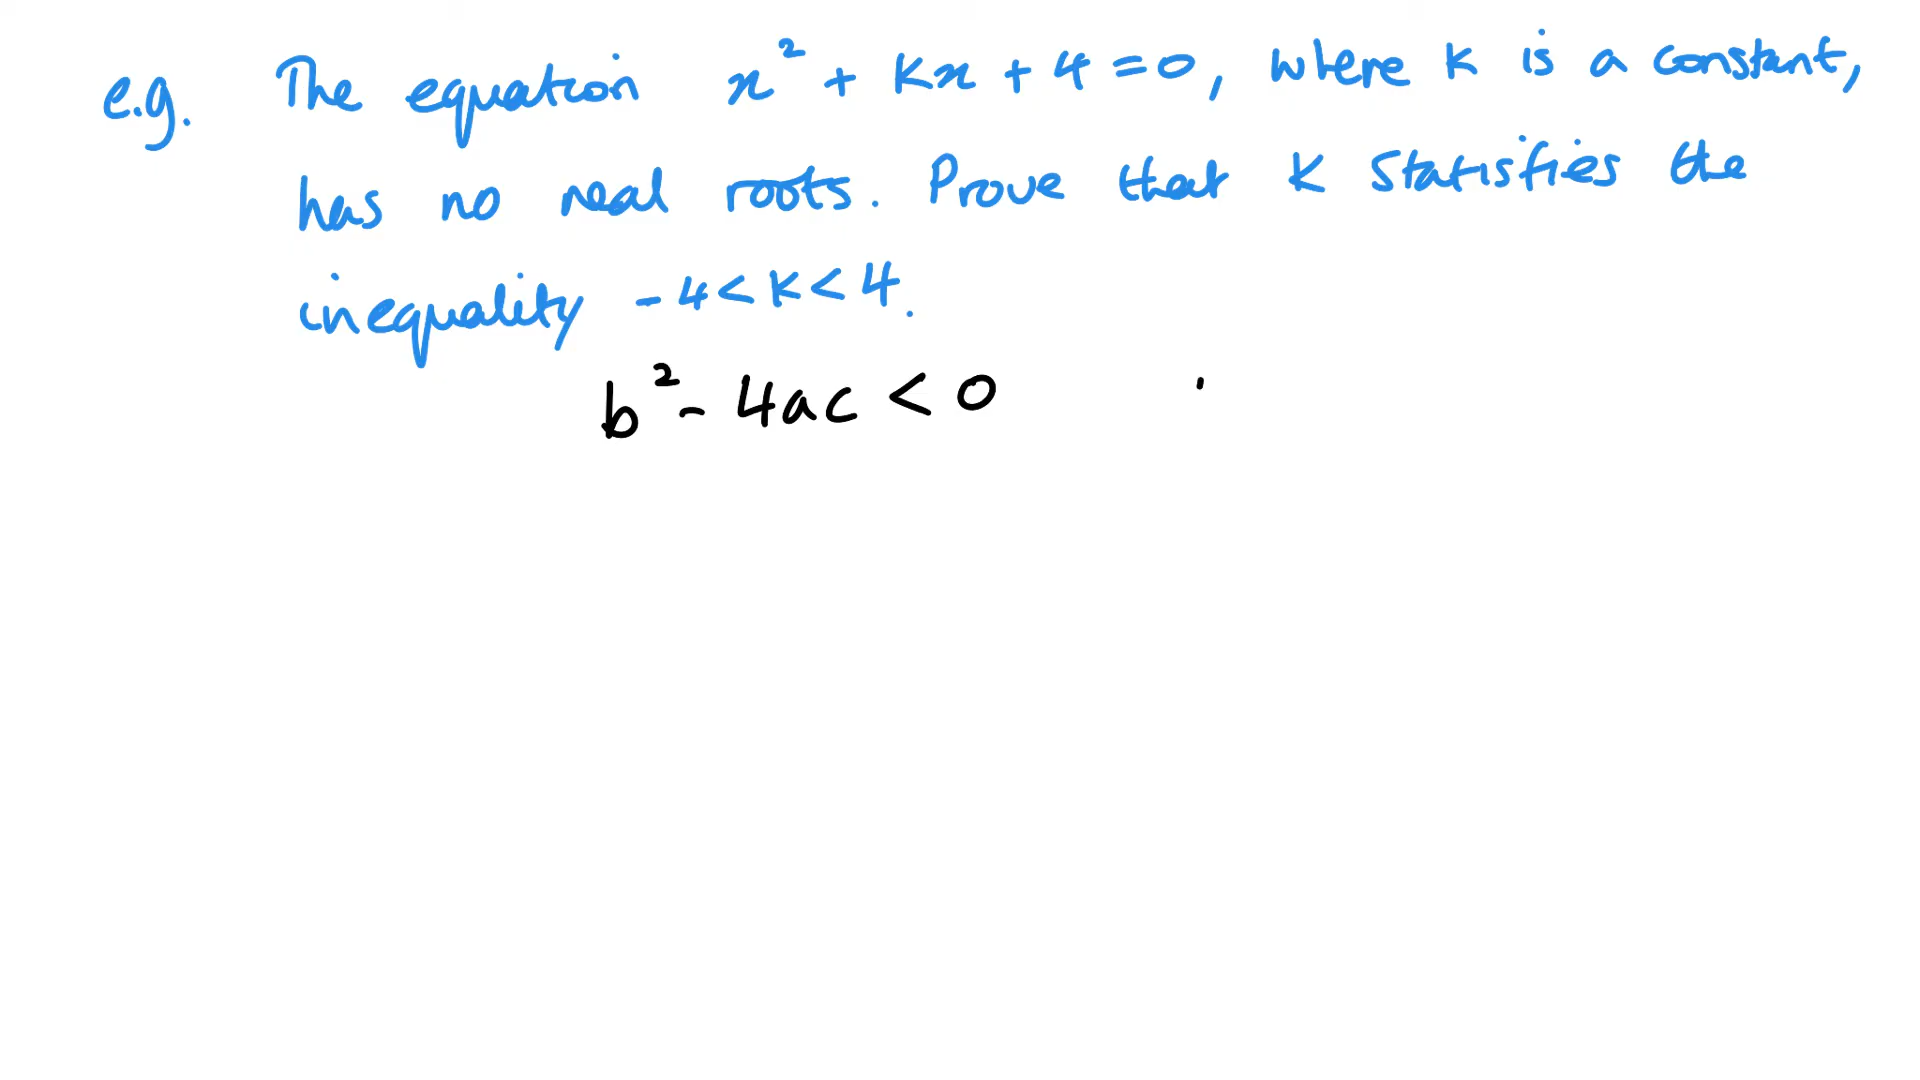 e.g. The equation x² + kx + 4 = 0, where k is a constant,
has no real roots. Prove that k Statisfies the
inequality -4 < k < 4.
b² - 4ac < 0